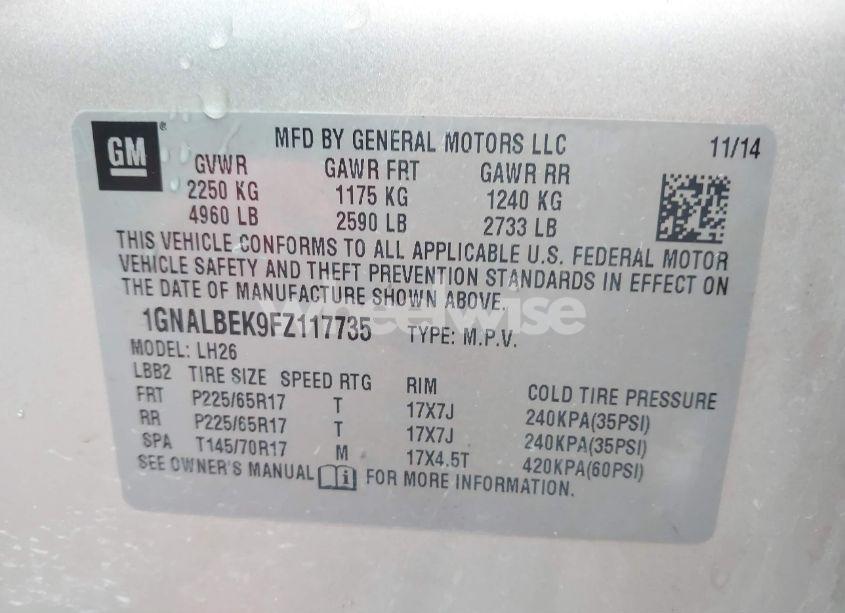 GM ® MFD BY GENERAL MOTORS LLC 11/14
GVWR GAWR FRT GAWR RR
2250 KG 1175 KG 1240 KG
4960 LB 2590 LB 2733 LB
THIS VEHICLE CONFORMS TO ALL APPLICABLE U.S. FEDERAL MOTOR
VEHICLE SAFETY AND THEFT PREVENTION STANDARDS IN EFFECT ON
THE DATE OF MANUFACTURE SHOWN ABOVE.
wheelwise
1GNALBEK9FZ117735 TYPE: M.P.V.
MODEL: LH26
LBB2 TIRE SIZE SPEED RTG RIM COLD TIRE PRESSURE
FRT P225/65R17 T 17X7J 240KPA(35PSI)
RR P225/65R17 T 17X7J 240KPA(35PSI)
SPA T145/70R17 M 17X4.5T 420KPA(60PSI)
SEE OWNER'S MANUAL i FOR MORE INFORMATION.